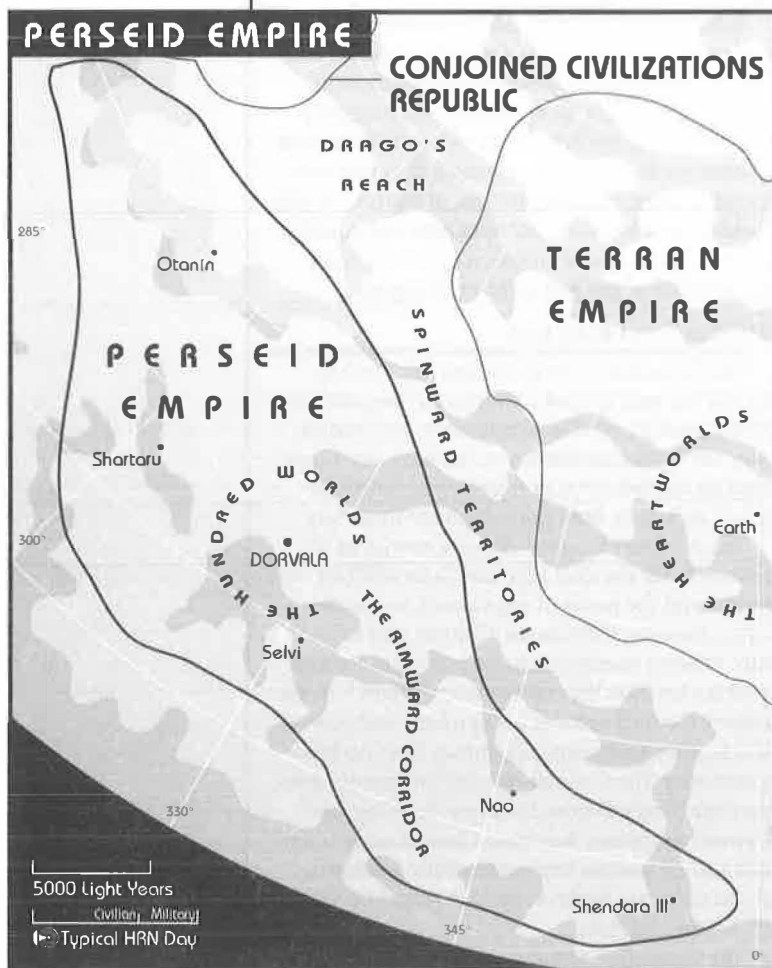 PERSEID EMPIRE
CONJOINED CIVILIZATIONS
REPUBLIC
DRAGO'S
REACH
285°
Otanin
TERRAN
EMPIRE
SPINWARD TERRITORIES
PERSEID
EMPIRE
Shartaru
THE HUNDRED WORLDS
DORVALA
THE HEARTWORLDS
Earth
300°
Selvi
THE RIMWARD CORRIDOR
Nao
330°
5000 Light Years
Civilian Military
Typical HRN Day
Shendara III
345°
0°